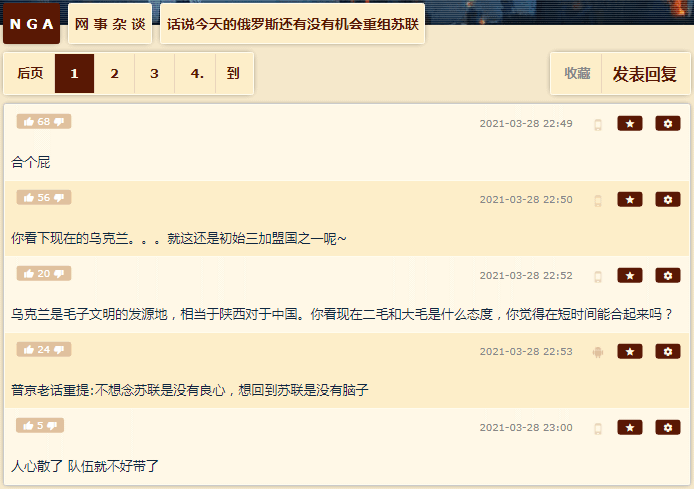 NGA 网事杂谈 话说今天的俄罗斯还有没有机会重组苏联
后页 1 2 3 4. 到 收藏 发表回复
68 2021-03-28 22:49
合个屁
56 2021-03-28 22:50
你看下现在的乌克兰。。。就这还是初始三加盟国之一呢~
20 2021-03-28 22:52
乌克兰是毛子文明的发源地，相当于陕西对于中国。你看现在二毛和大毛是什么态度，你觉得在短时间能合起来吗？
24 2021-03-28 22:53
普京老话重提:不想念苏联是没有良心，想回到苏联是没有脑子
5 2021-03-28 23:00
人心散了 队伍就不好带了